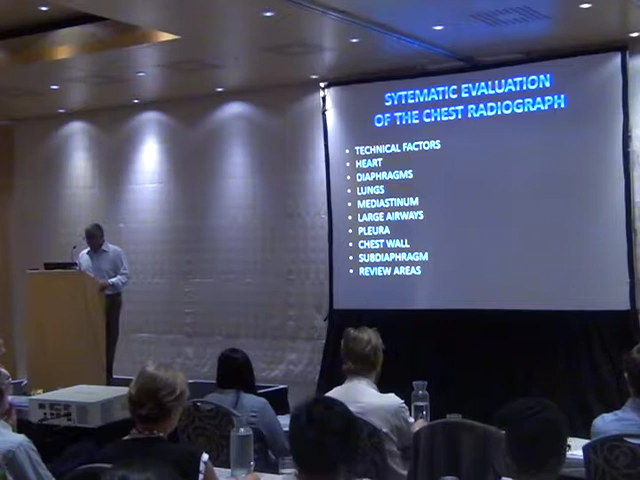 SYTEMATIC EVALUATION
OF THE CHEST RADIOGRAPH
• TECHNICAL FACTORS
• HEART
• DIAPHRAGMS
• LUNGS
• MEDIASTINUM
• LARGE AIRWAYS
• PLEURA
• CHEST WALL
• SUBDIAPHRAGM
• REVIEW AREAS